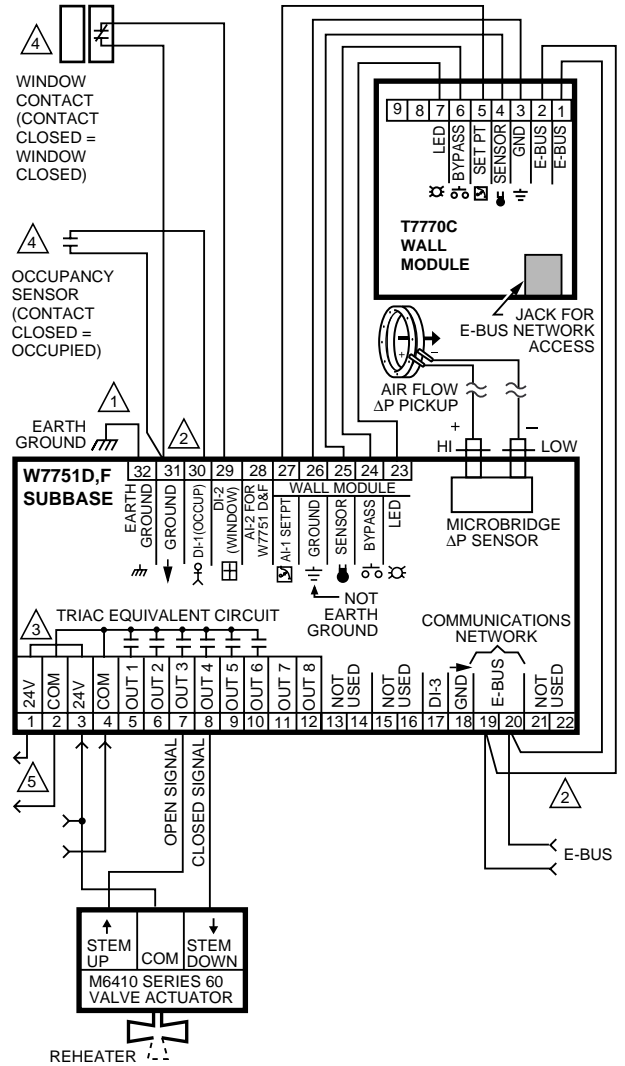 4
WINDOW
CONTACT
(CONTACT
CLOSED =
WINDOW
CLOSED)
4
OCCUPANCY
SENSOR
(CONTACT
CLOSED =
OCCUPIED)
9 8 7 6 5 4 3 2 1
LED
BYPASS
SET PT
SENSOR
GND
E-BUS
E-BUS
T7770C
WALL
MODULE
JACK FOR
E-BUS NETWORK
ACCESS
+ –
AIR FLOW
ΔP PICKUP
+ –
HI LOW
MICROBRIDGE
ΔP SENSOR
1
EARTH
GROUND
2
W7751D,F
SUBBASE
32 31 30 29 28 27 26 25 24 23
WALL MODULE
EARTH
GROUND
GROUND
DI-1(OCCUP)
DI-2
(WINDOW)
AI-2 FOR
W7751 D&F
AI-1 SETPT
GROUND
SENSOR
BYPASS
LED
NOT
EARTH
GROUND
3
TRIAC EQUIVALENT CIRCUIT
COMMUNICATIONS
NETWORK
24V
COM
24V
COM
OUT 1
OUT 2
OUT 3
OUT 4
OUT 5
OUT 6
OUT 7
OUT 8
NOT
USED
NOT
USED
DI-3
GND
E-BUS
NOT
USED
1 2 3 4 5 6 7 8 9 10 11 12 13 14 15 16 17 18 19 20 21 22
5
OPEN SIGNAL
CLOSED SIGNAL
2
E-BUS
STEM
UP
COM
STEM
DOWN
M6410 SERIES 60
VALVE ACTUATOR
REHEATER